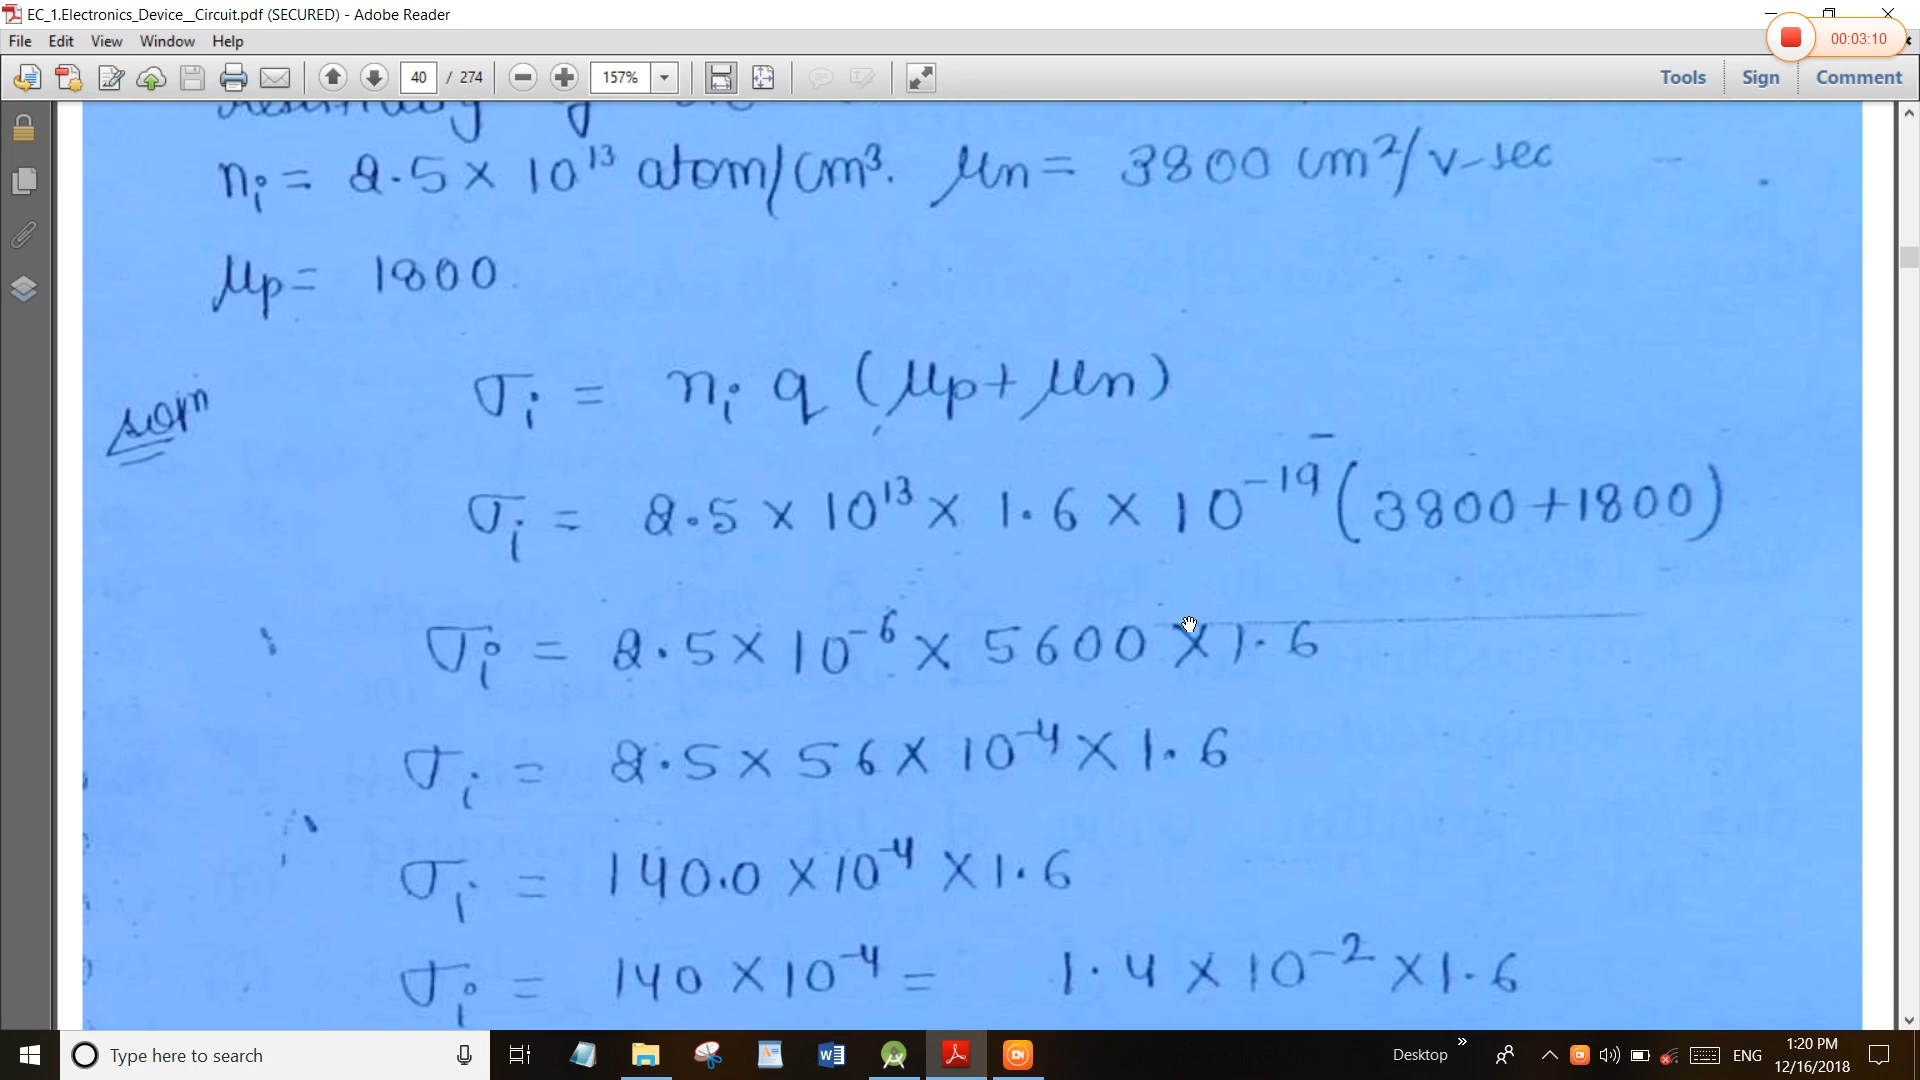 EC_1.Electronics_Device__Circuit.pdf (SECURED) - Adobe Reader
File Edit View Window Help
00:03:10
40 / 274 157% Tools Sign Comment
nᵢ = 2.5 × 10¹³ atom/cm³. μn = 3800 cm²/v-sec
μp = 1800
soln
σᵢ = nᵢ q (μp + μn)
σᵢ = 2.5 × 10¹³ × 1.6 × 10⁻¹⁹ (3800 + 1800)
σᵢ = 2.5 × 10⁻⁶ × 5600 × 1.6
σᵢ = 2.5 × 56 × 10⁻⁴ × 1.6
σᵢ = 140.0 × 10⁻⁴ × 1.6
σᵢ = 140 × 10⁻⁴ = 1.4 × 10⁻² × 1.6
Type here to search
Desktop
ENG
1:20 PM
12/16/2018